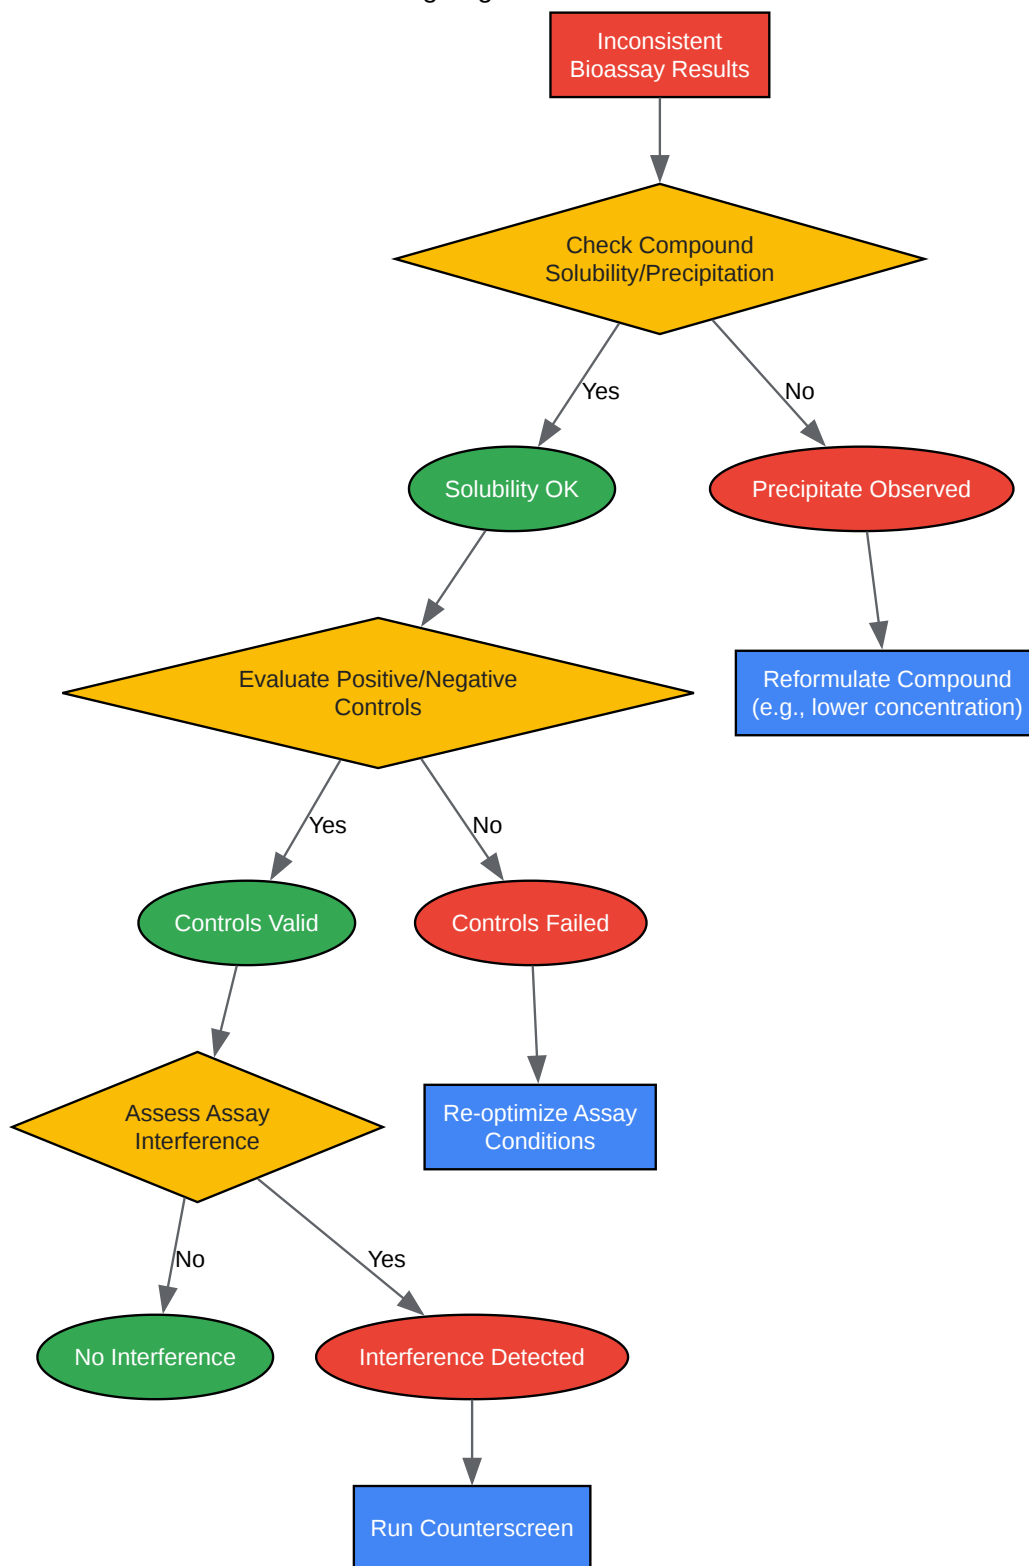 Inconsistent
Bioassay Results
Check Compound
Solubility/Precipitation
Yes
No
Solubility OK
Precipitate Observed
Evaluate Positive/Negative
Controls
Reformulate Compound
(e.g., lower concentration)
Yes
No
Controls Valid
Controls Failed
Assess Assay
Interference
Re-optimize Assay
Conditions
No
Yes
No Interference
Interference Detected
Run Counterscreen